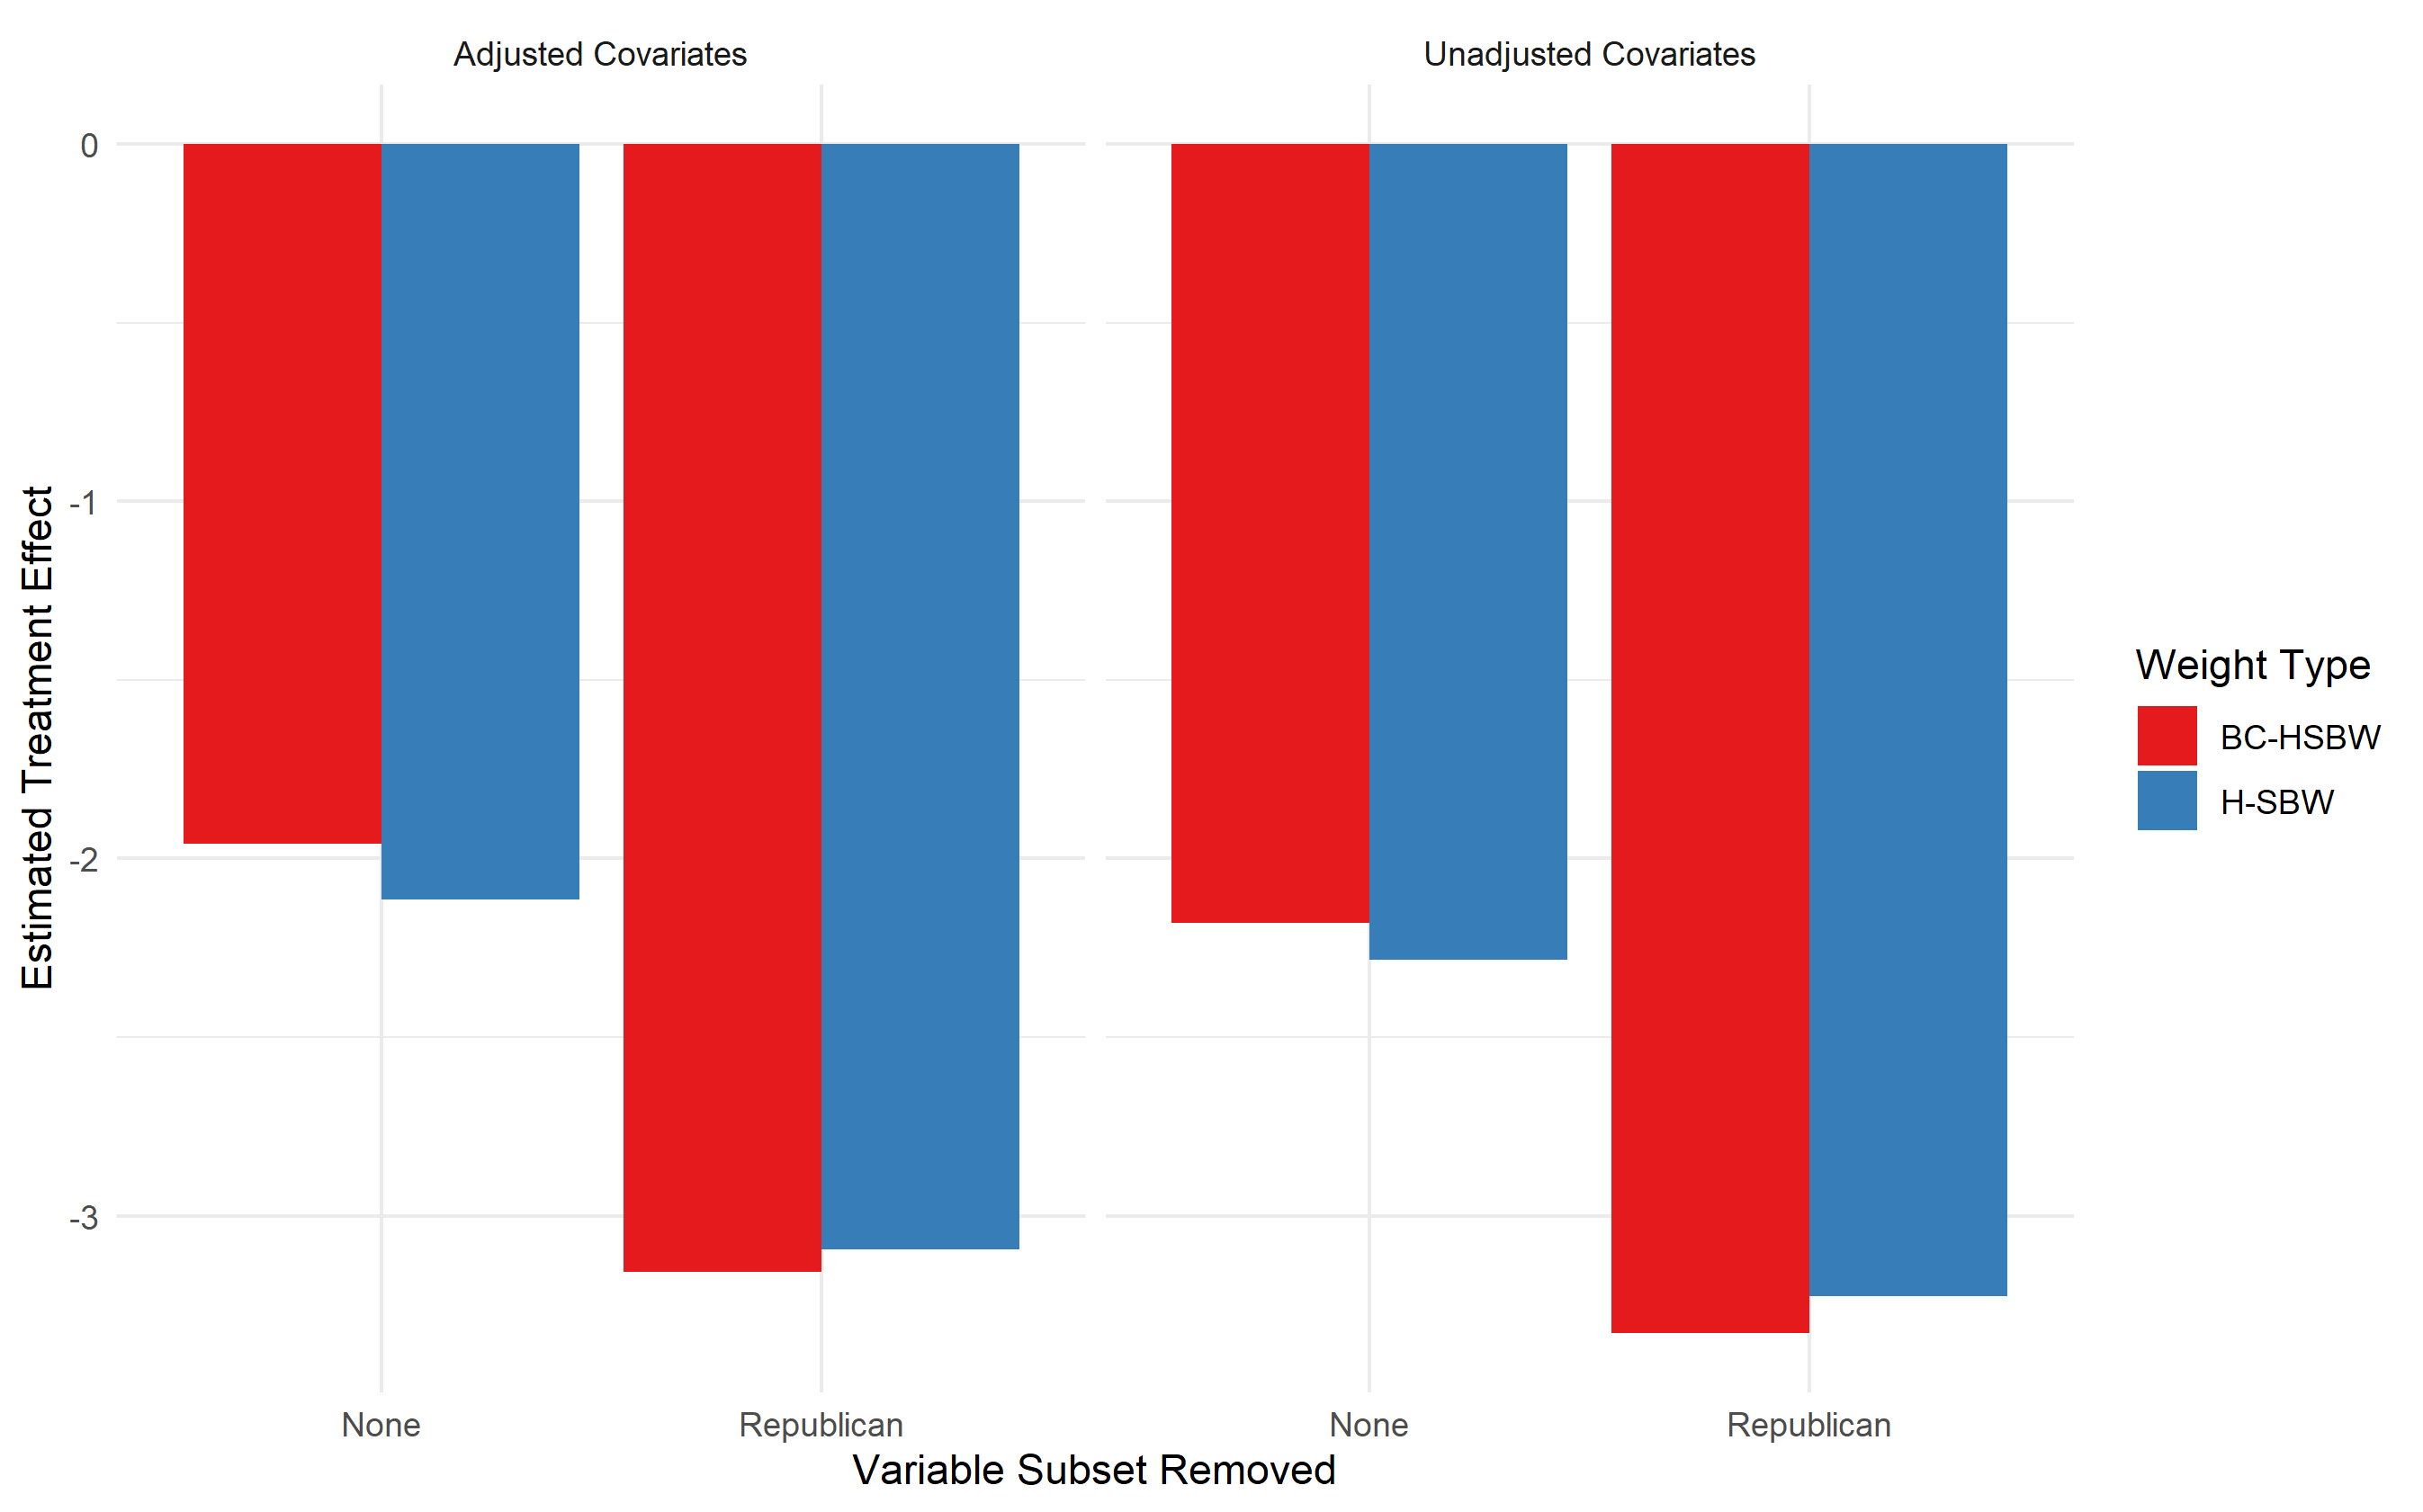 Adjusted Covariates
Unadjusted Covariates
Estimated Treatment Effect
0
-1
-2
-3
None
Republican
None
Republican
Variable Subset Removed
Weight Type
BC-HSBW
H-SBW